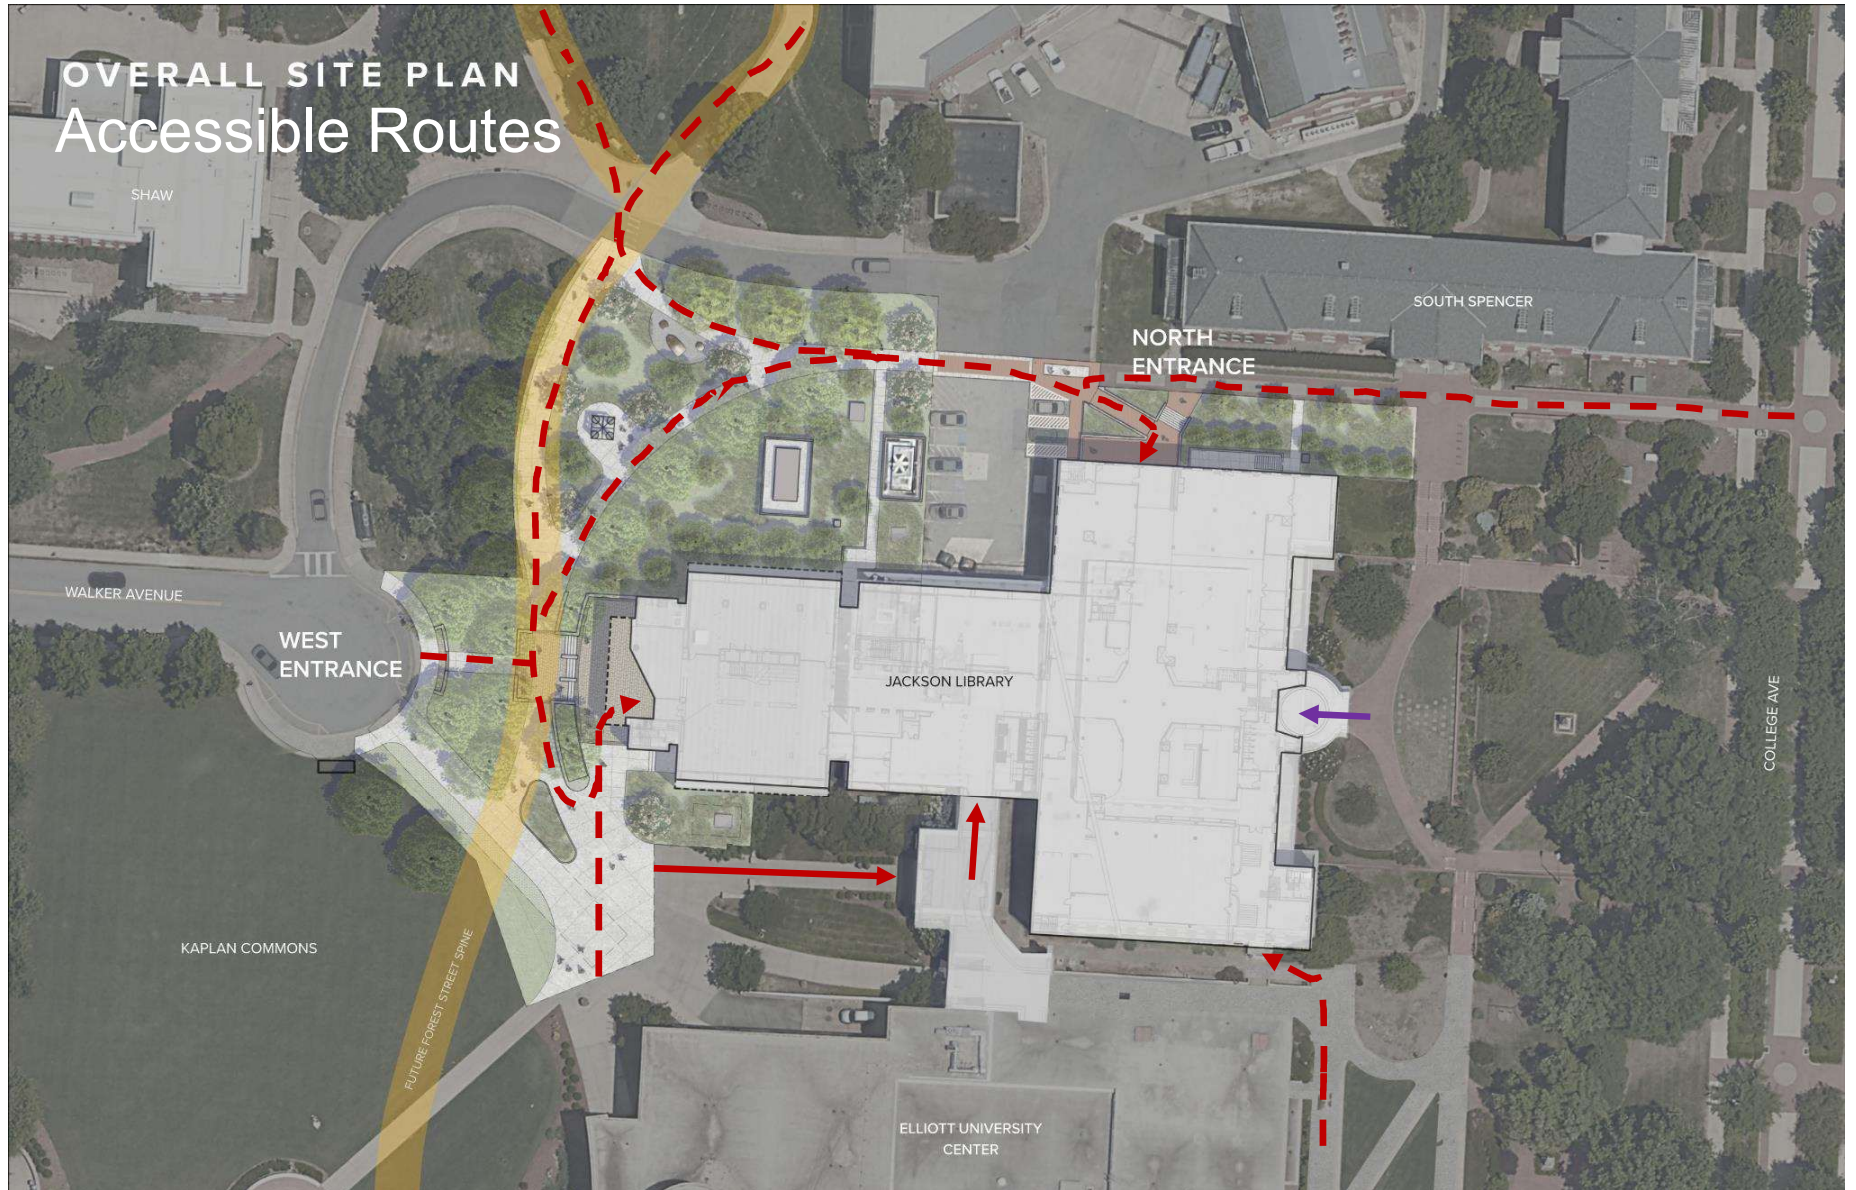 OVERALL SITE PLAN
Accessible Routes
SHAW
SOUTH SPENCER
NORTH
ENTRANCE
WALKER AVENUE
WEST
ENTRANCE
JACKSON LIBRARY
COLLEGE AVE
KAPLAN COMMONS
FUTURE FOREST STREET SPINE
ELLIOTT UNIVERSITY
CENTER